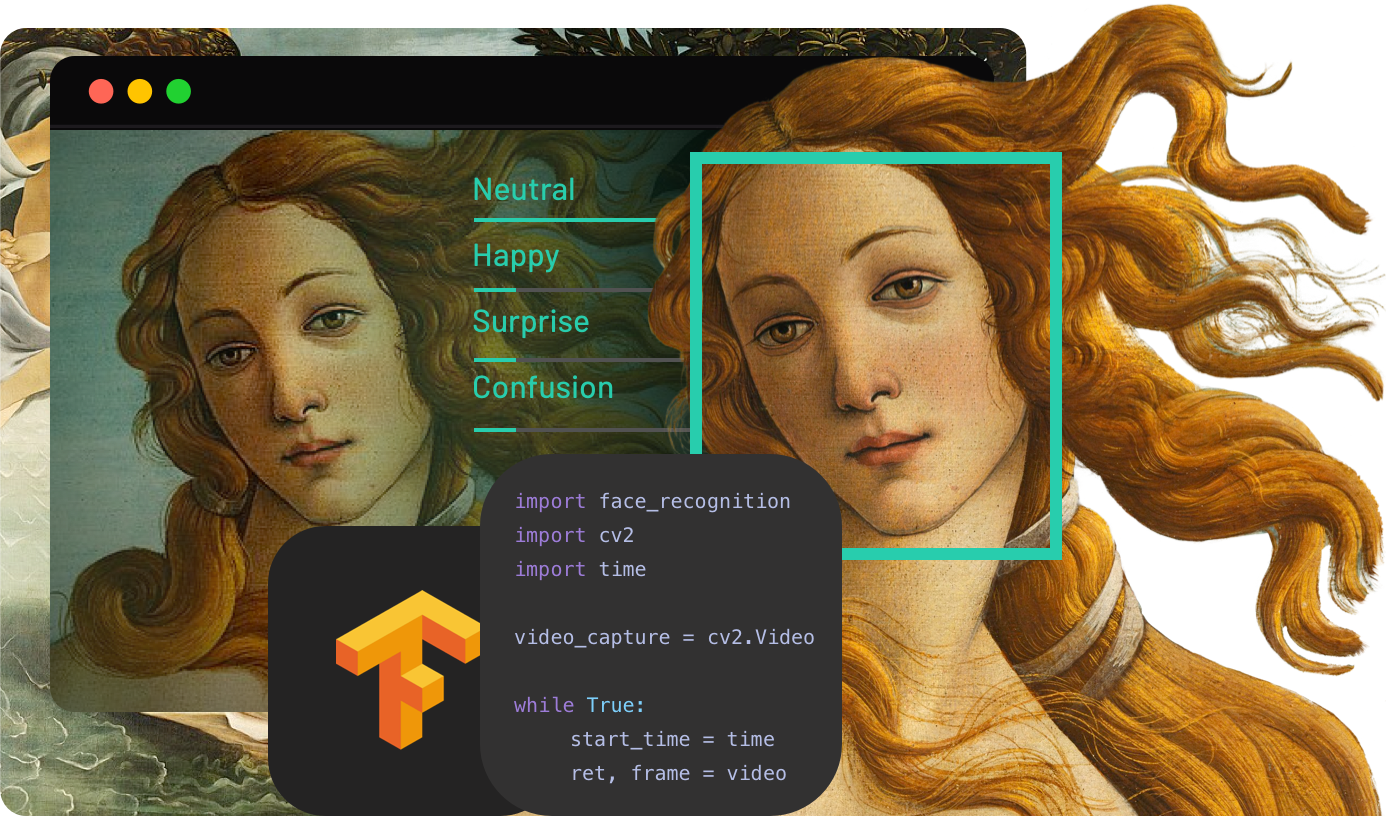 Neutral
Happy
Surprise
Confusion
import face_recognition
import cv2
import time
video_capture = cv2.Video
while True:
start_time = time
ret, frame = video